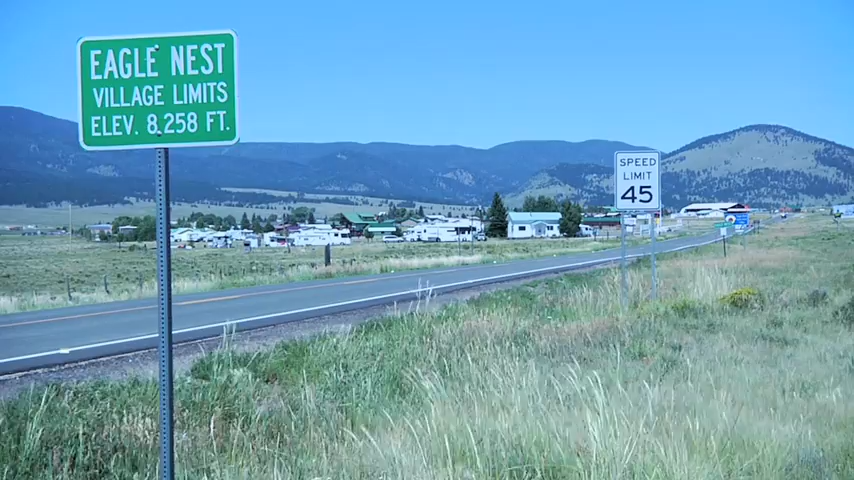 EAGLE NEST
VILLAGE LIMITS
ELEV. 8,258 FT.
SPEED
LIMIT
45